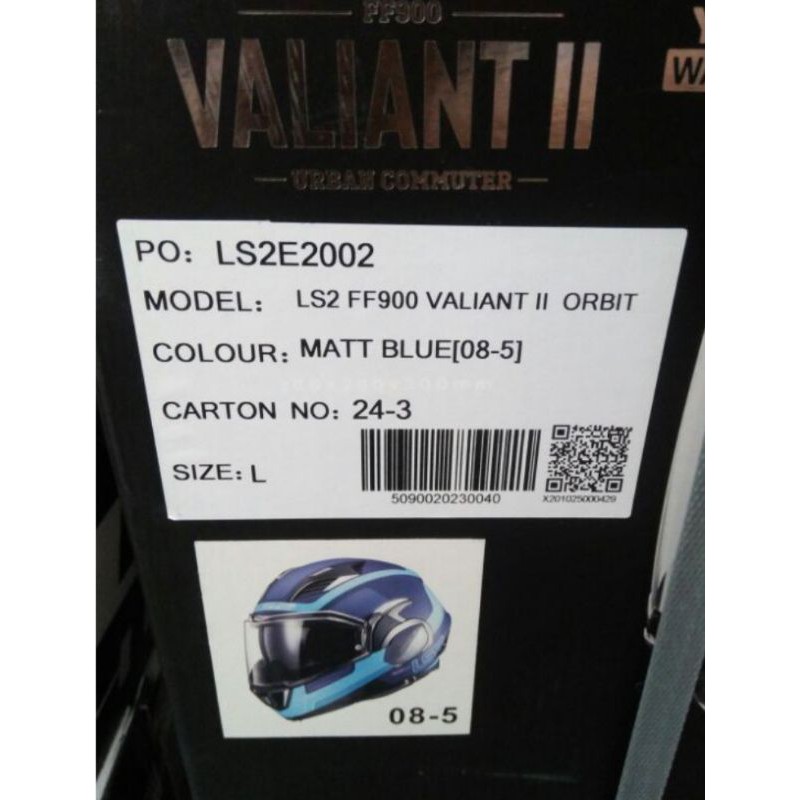 FF900
VALIANT II
URBAN COMMUTER
PO: LS2E2002
MODEL: LS2 FF900 VALIANT II ORBIT
COLOUR: MATT BLUE[08-5]
CARTON NO: 24-3
SIZE: L
5090020230040
X201025000429
08-5